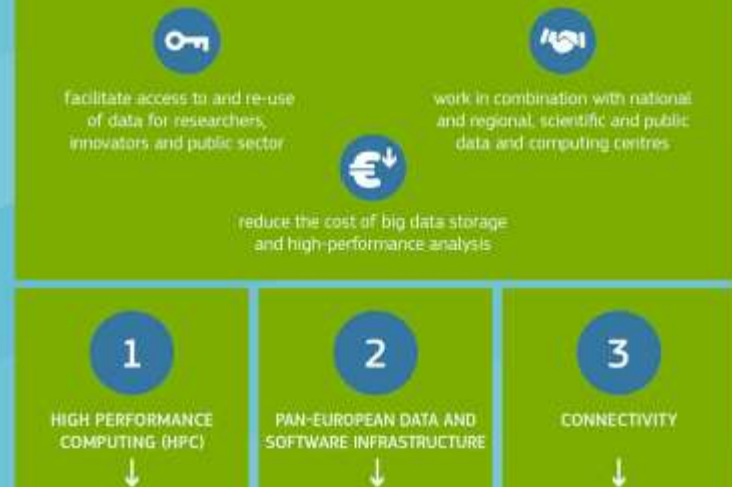 facilitate access to and re-use
of data for researchers,
innovators and public sector
work in combination with national
and regional, scientific and public
data and computing centres
reduce the cost of big data storage
and high-performance analysis
1
HIGH PERFORMANCE
COMPUTING (HPC)
2
PAN-EUROPEAN DATA AND
SOFTWARE INFRASTRUCTURE
3
CONNECTIVITY